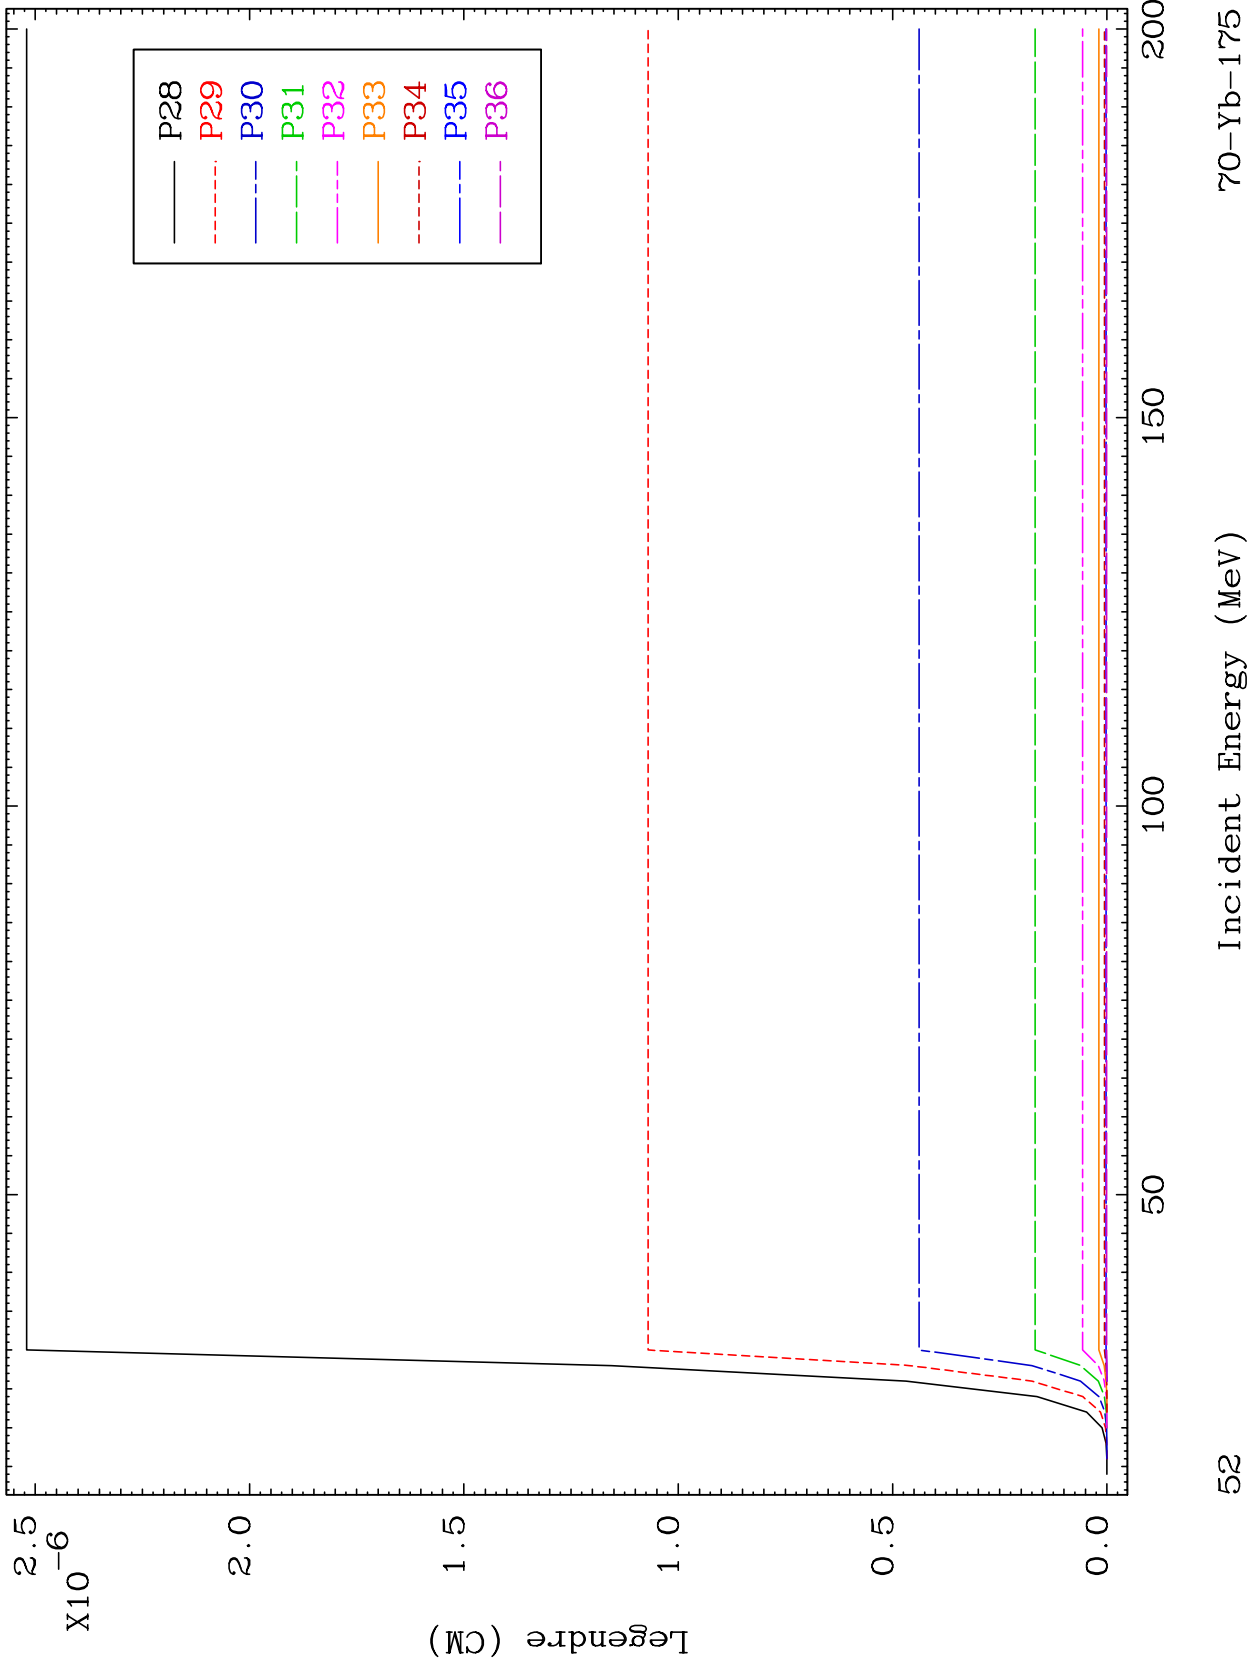 P28
P29
P30
P31
P32
P33
P34
P35
P36
2.5
X10-6
2.0
1.5
1.0
0.5
0.0
Legendre (CM)
50
100
150
200
Incident Energy (MeV)
52
70-Yb-175